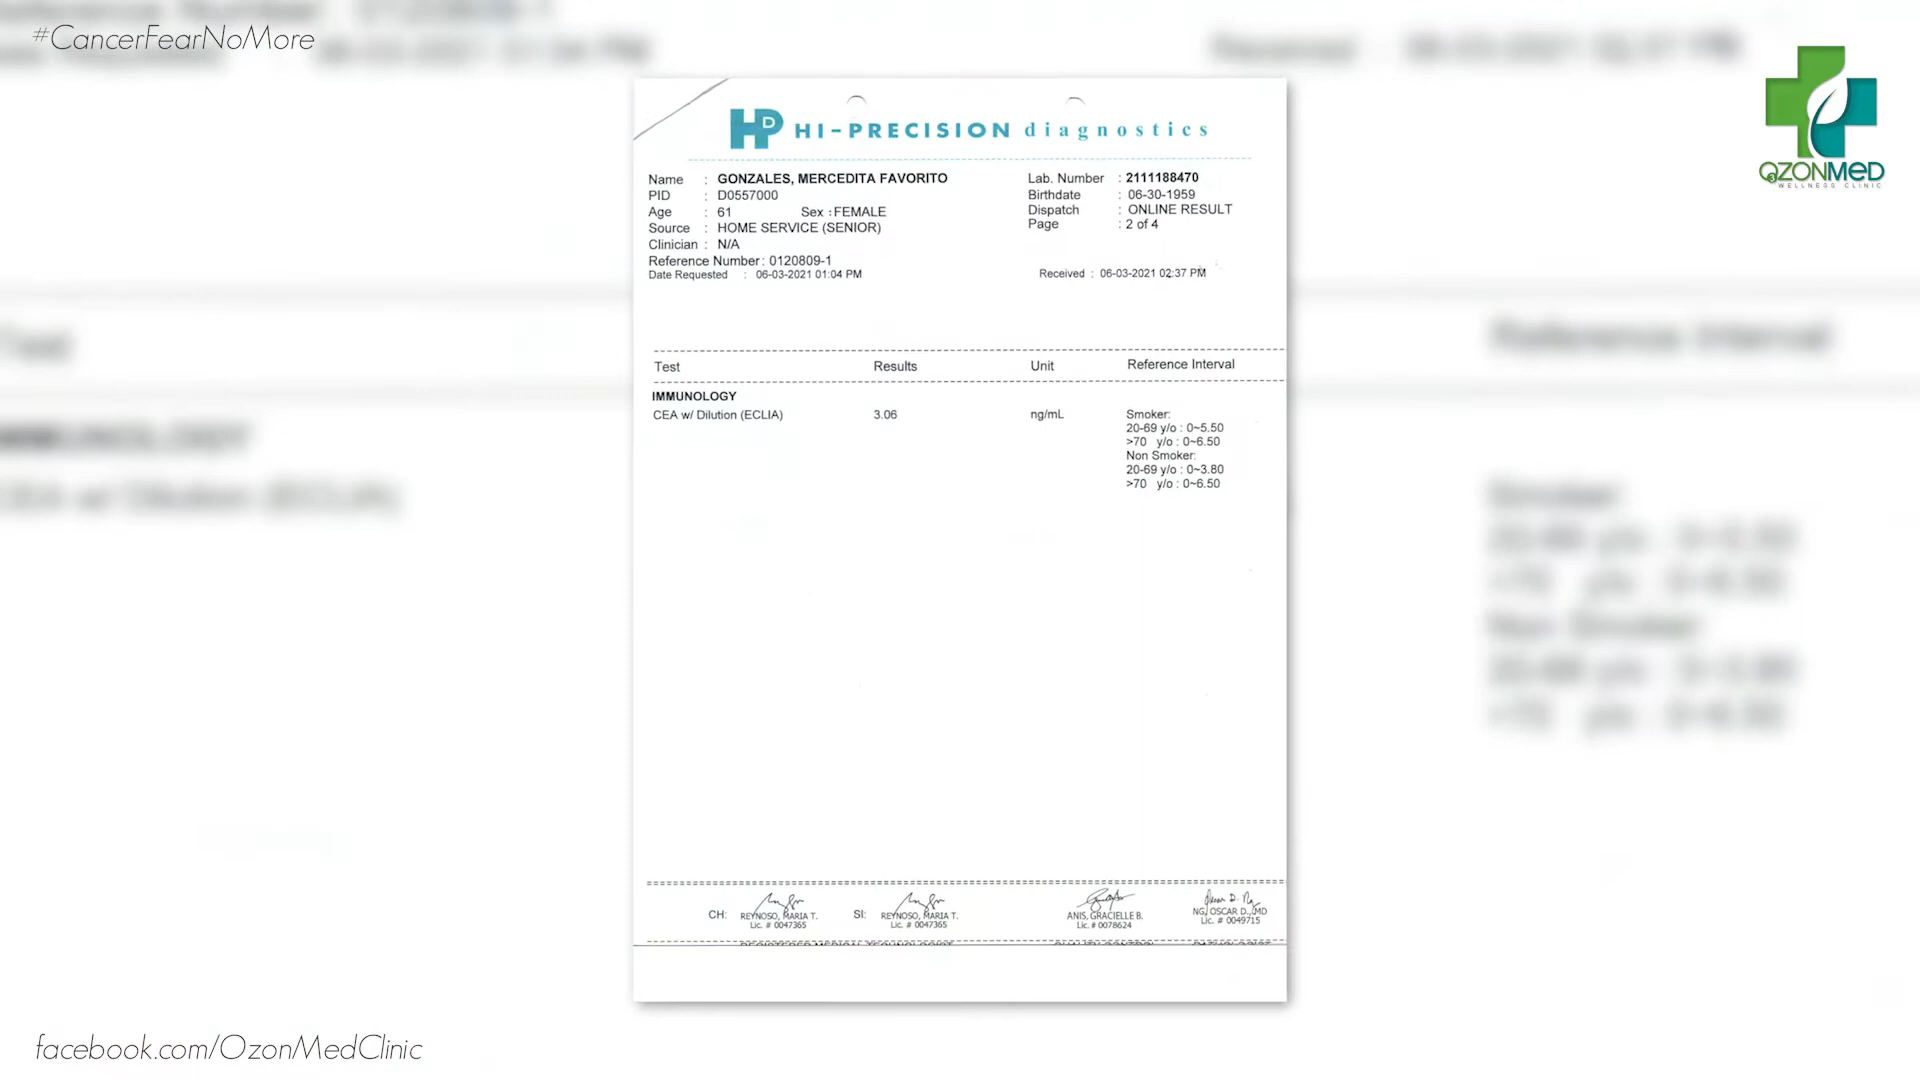 #CancerFearNoMore
OZONMED
WELLNESS CLINIC
HPD HI-PRECISION diagnostics
Name : GONZALES, MERCEDITA FAVORITO
PID : D0557000
Age : 61 Sex : FEMALE
Source : HOME SERVICE (SENIOR)
Clinician : N/A
Reference Number : 0120809-1
Date Requested : 06-03-2021 01:04 PM
Lab. Number : 2111188470
Birthdate : 06-30-1959
Dispatch : ONLINE RESULT
Page : 2 of 4
Received : 06-03-2021 02:37 PM
Test Results Unit Reference Interval
IMMUNOLOGY
CEA w/ Dilution (ECLIA) 3.06 ng/mL Smoker:
20-69 y/o : 0~5.50
>70 y/o : 0~6.50
Non Smoker:
20-69 y/o : 0~3.80
>70 y/o : 0~6.50
CH: REYNOSO, MARIA T.
Lic. # 0047365
SI: REYNOSO, MARIA T.
Lic. # 0047365
ANIS, GRACIELLE B.
Lic. # 0078624
NG, OSCAR D., MD
Lic. # 0049715
facebook.com/OzonMedClinic